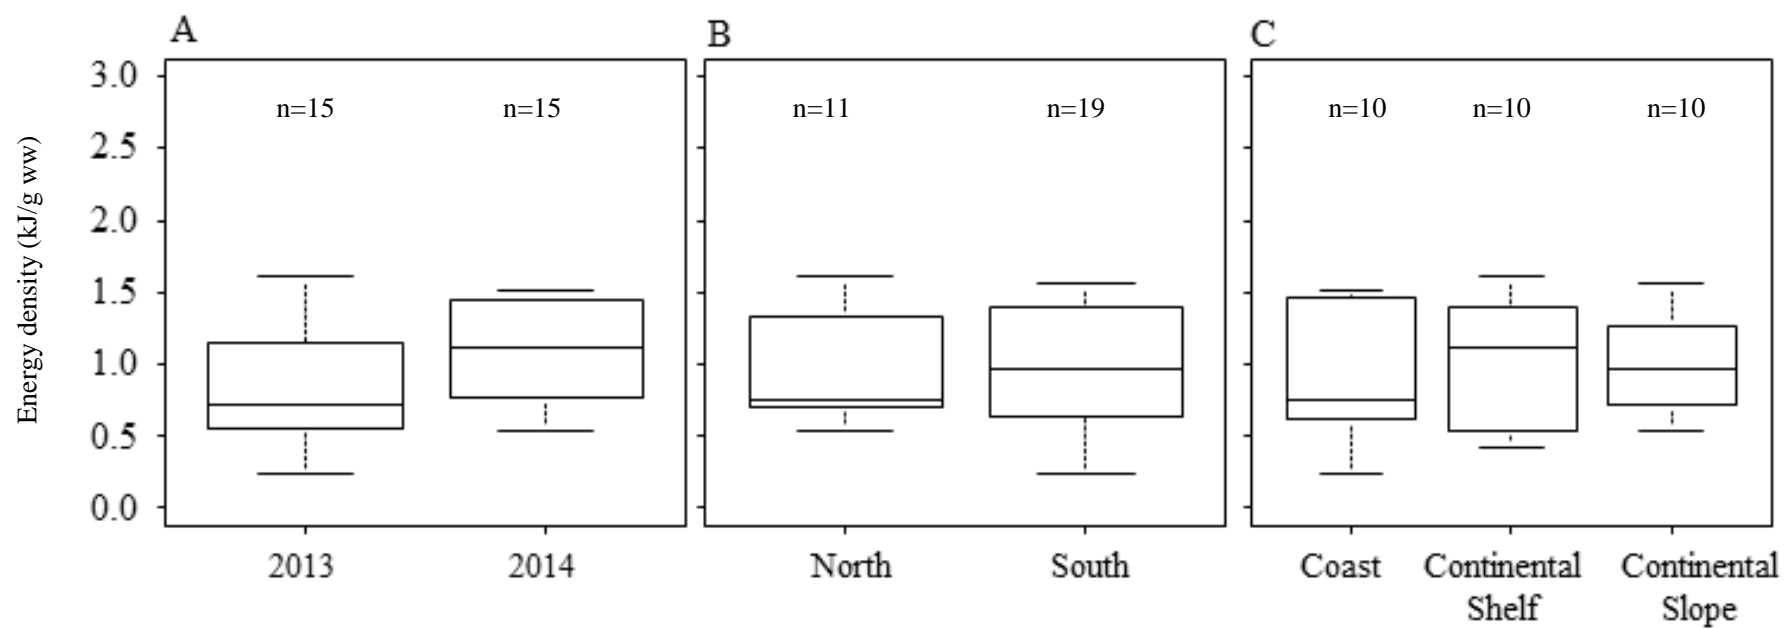 A
B
C
3.0
2.5
2.0
1.5
1.0
0.5
0.0
Energy density (kJ/g ww)
n=15
n=15
n=11
n=19
n=10
n=10
n=10
2013
2014
North
South
Coast
Continental
Shelf
Continental
Slope